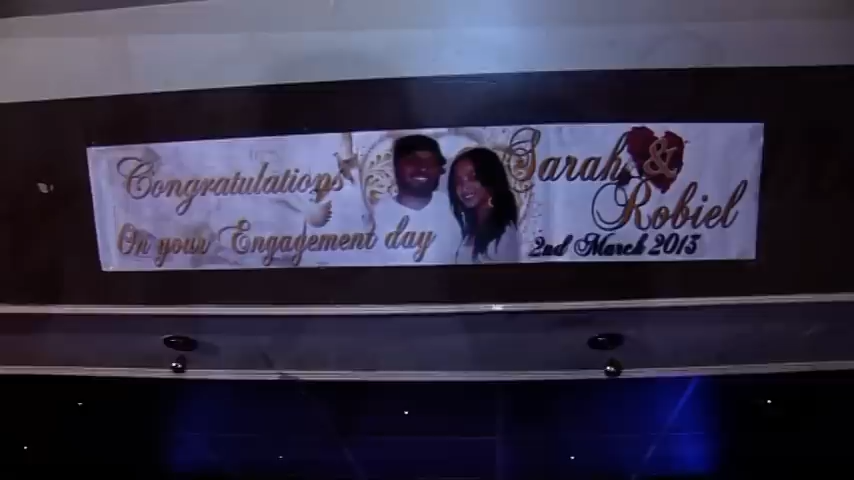 Congratulations
On your Engagement day
Sarah &
Robiel
2nd March 2013